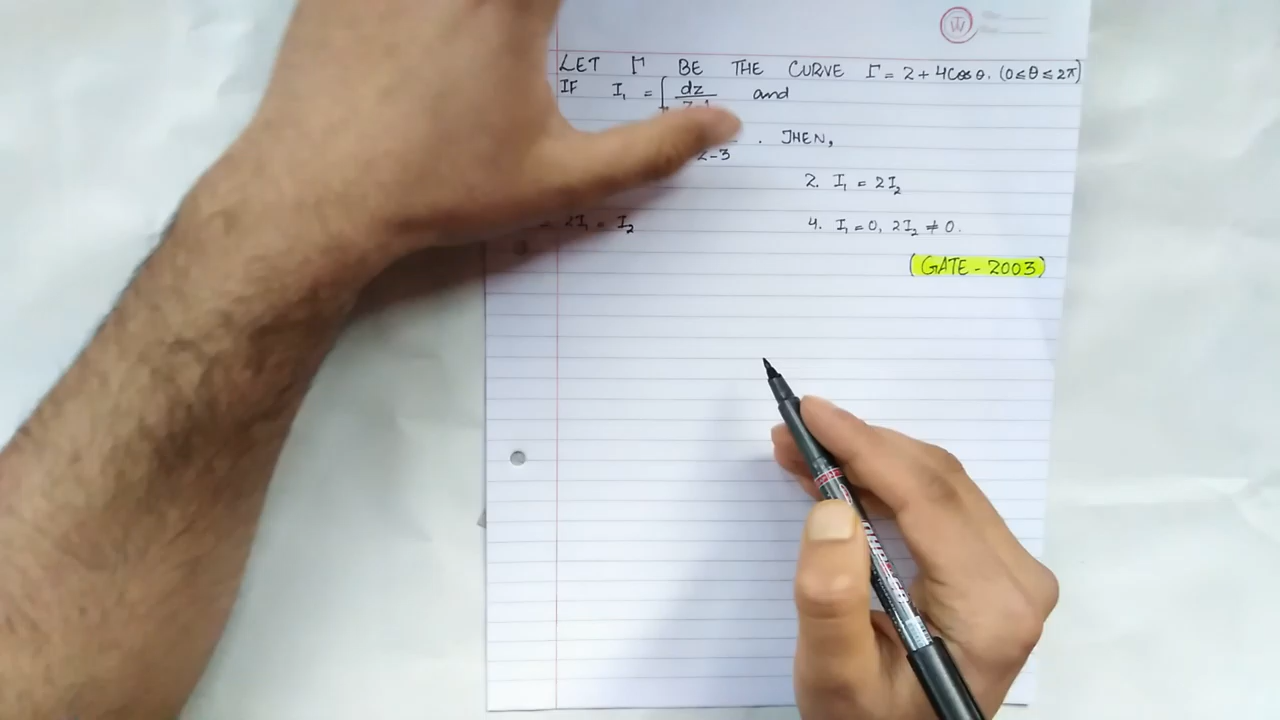 LET Γ BE THE CURVE Γ = 2 + 4cos θ. (0 ≤ θ ≤ 2π)
IF I₁ = ∫ dz / z-1 and
z-3 . THEN,
2. I₁ = 2I₂
2I₁ = I₂
4. I₁ = 0, 2I₂ ≠ 0.
(GATE - 2003)